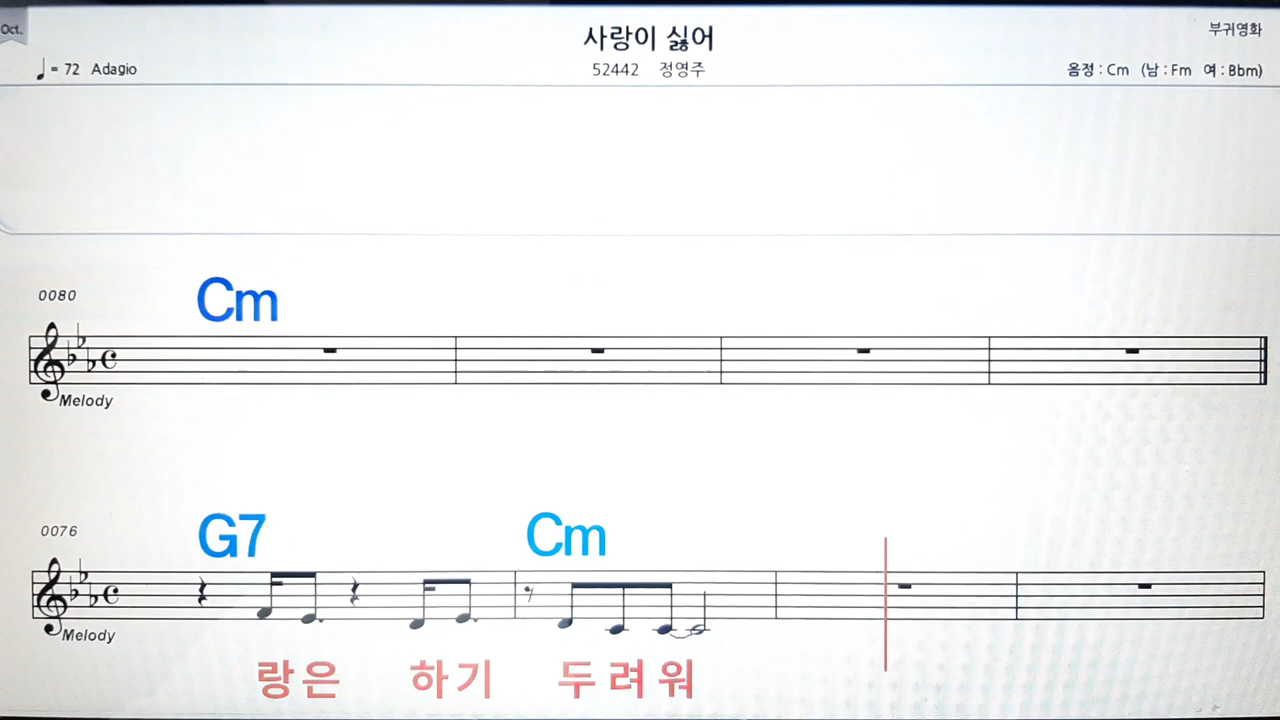 Oct.
사랑이 싫어
부귀영화
♩ = 72 Adagio
52442 정영주
음정 : Cm (남 : Fm 여 : Bbm)
0080
Cm
Melody
0076
G7 Cm
Melody
랑은 하기 두려워